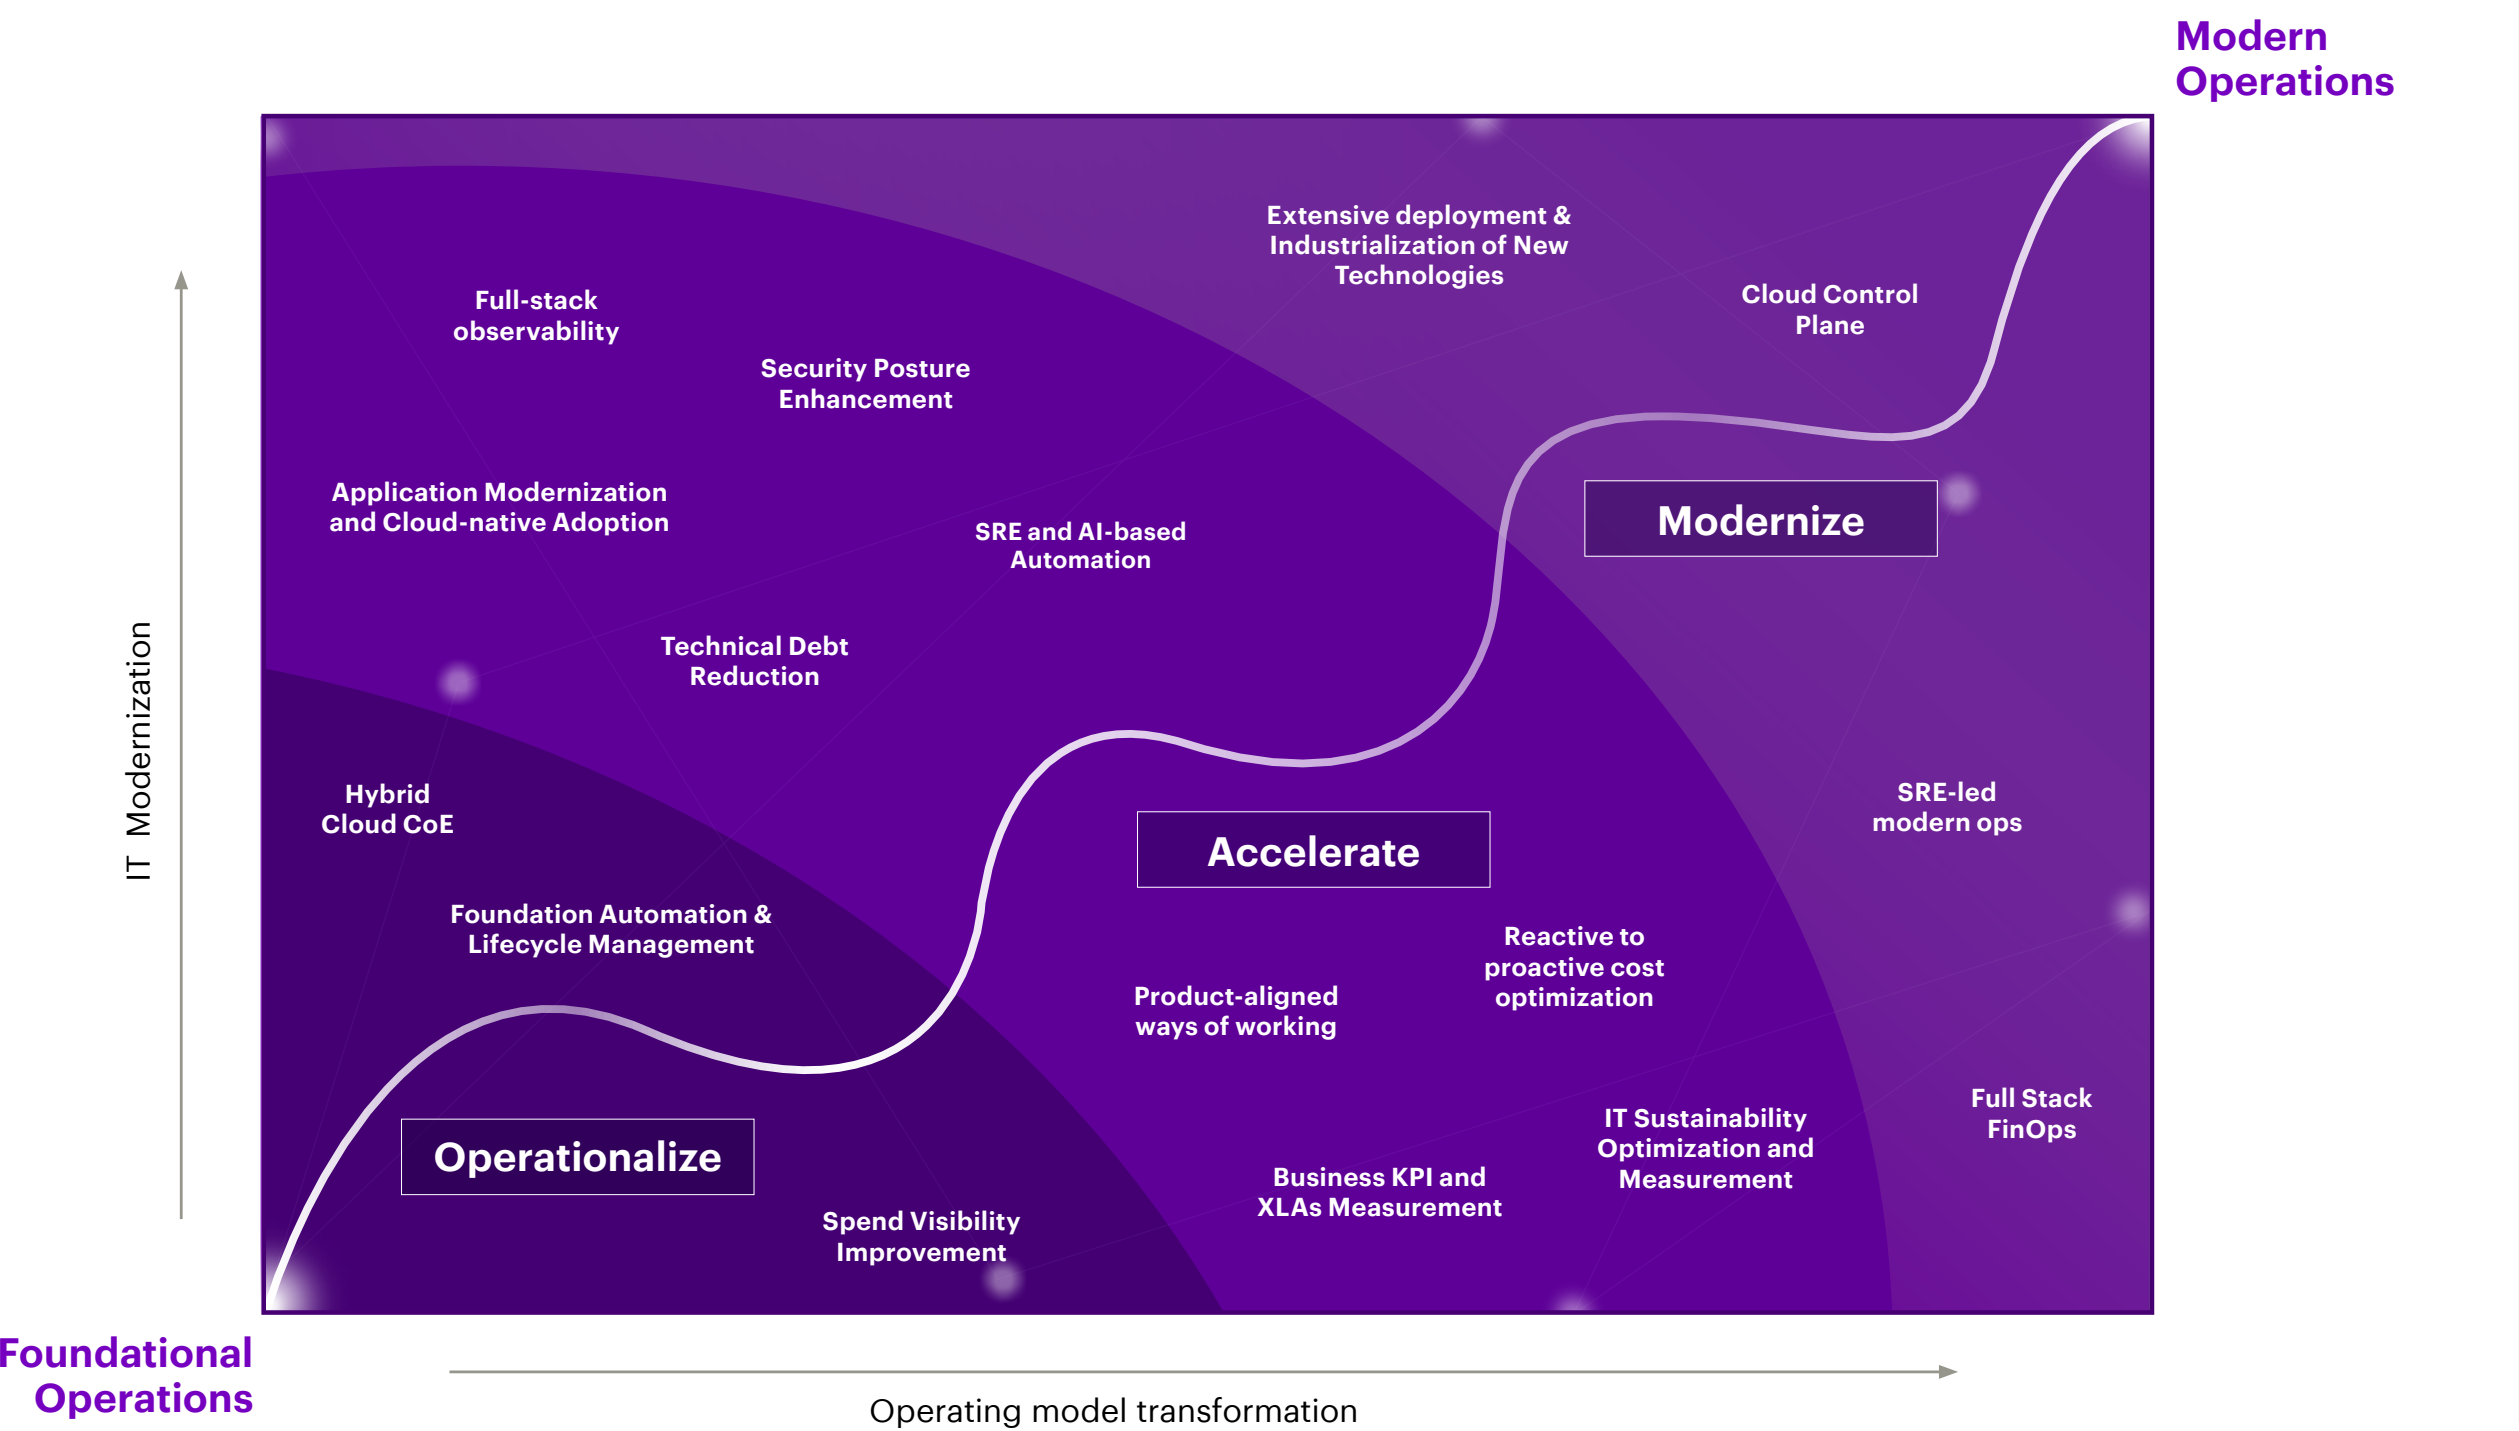 Modern
Operations
Extensive deployment &
Industrialization of New
Technologies
Cloud Control
Plane
Full-stack
observability
Security Posture
Enhancement
Application Modernization
and Cloud-native Adoption
SRE and AI-based
Automation
Modernize
Technical Debt
Reduction
IT Modernization
Hybrid
Cloud CoE
SRE-led
modern ops
Accelerate
Foundation Automation &
Lifecycle Management
Reactive to
proactive cost
optimization
Product-aligned
ways of working
Operationalize
IT Sustainability
Optimization and
Measurement
Full Stack
FinOps
Business KPI and
XLAs Measurement
Spend Visibility
Improvement
Foundational
Operations
Operating model transformation